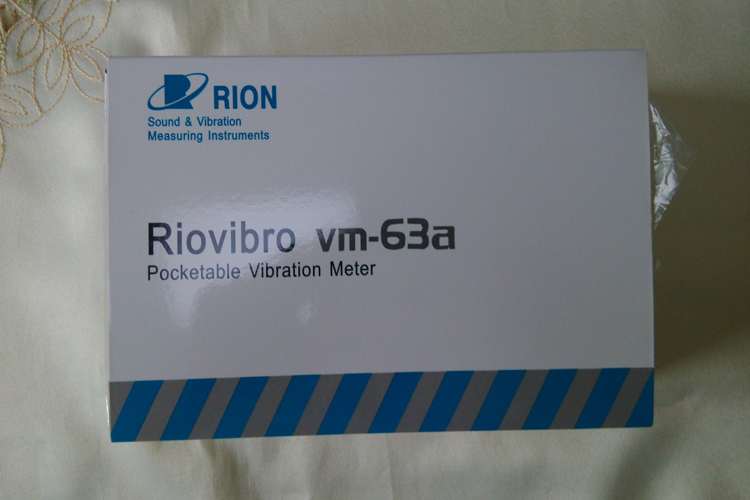 RION
Sound & Vibration
Measuring Instruments
Riovibro vm-63a
Pocketable Vibration Meter